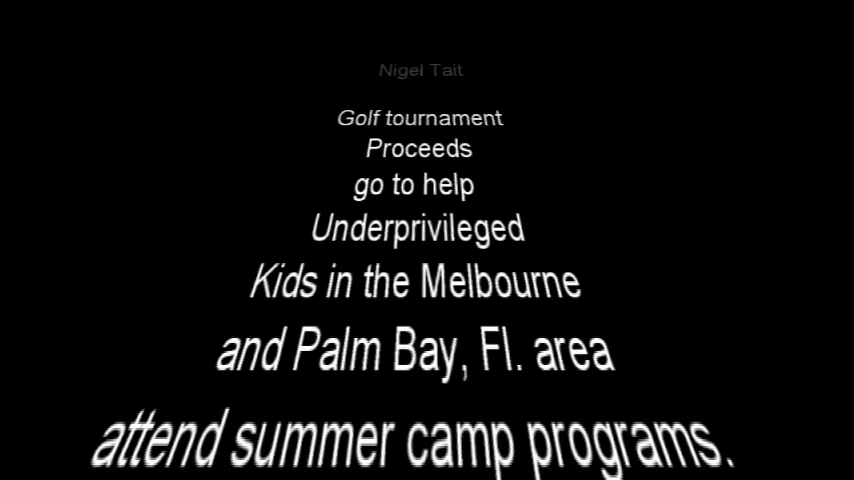 Nigel Tait
Golf tournament
Proceeds
go to help
Underprivileged
Kids in the Melbourne
and Palm Bay, Fl. area
attend summer camp programs.